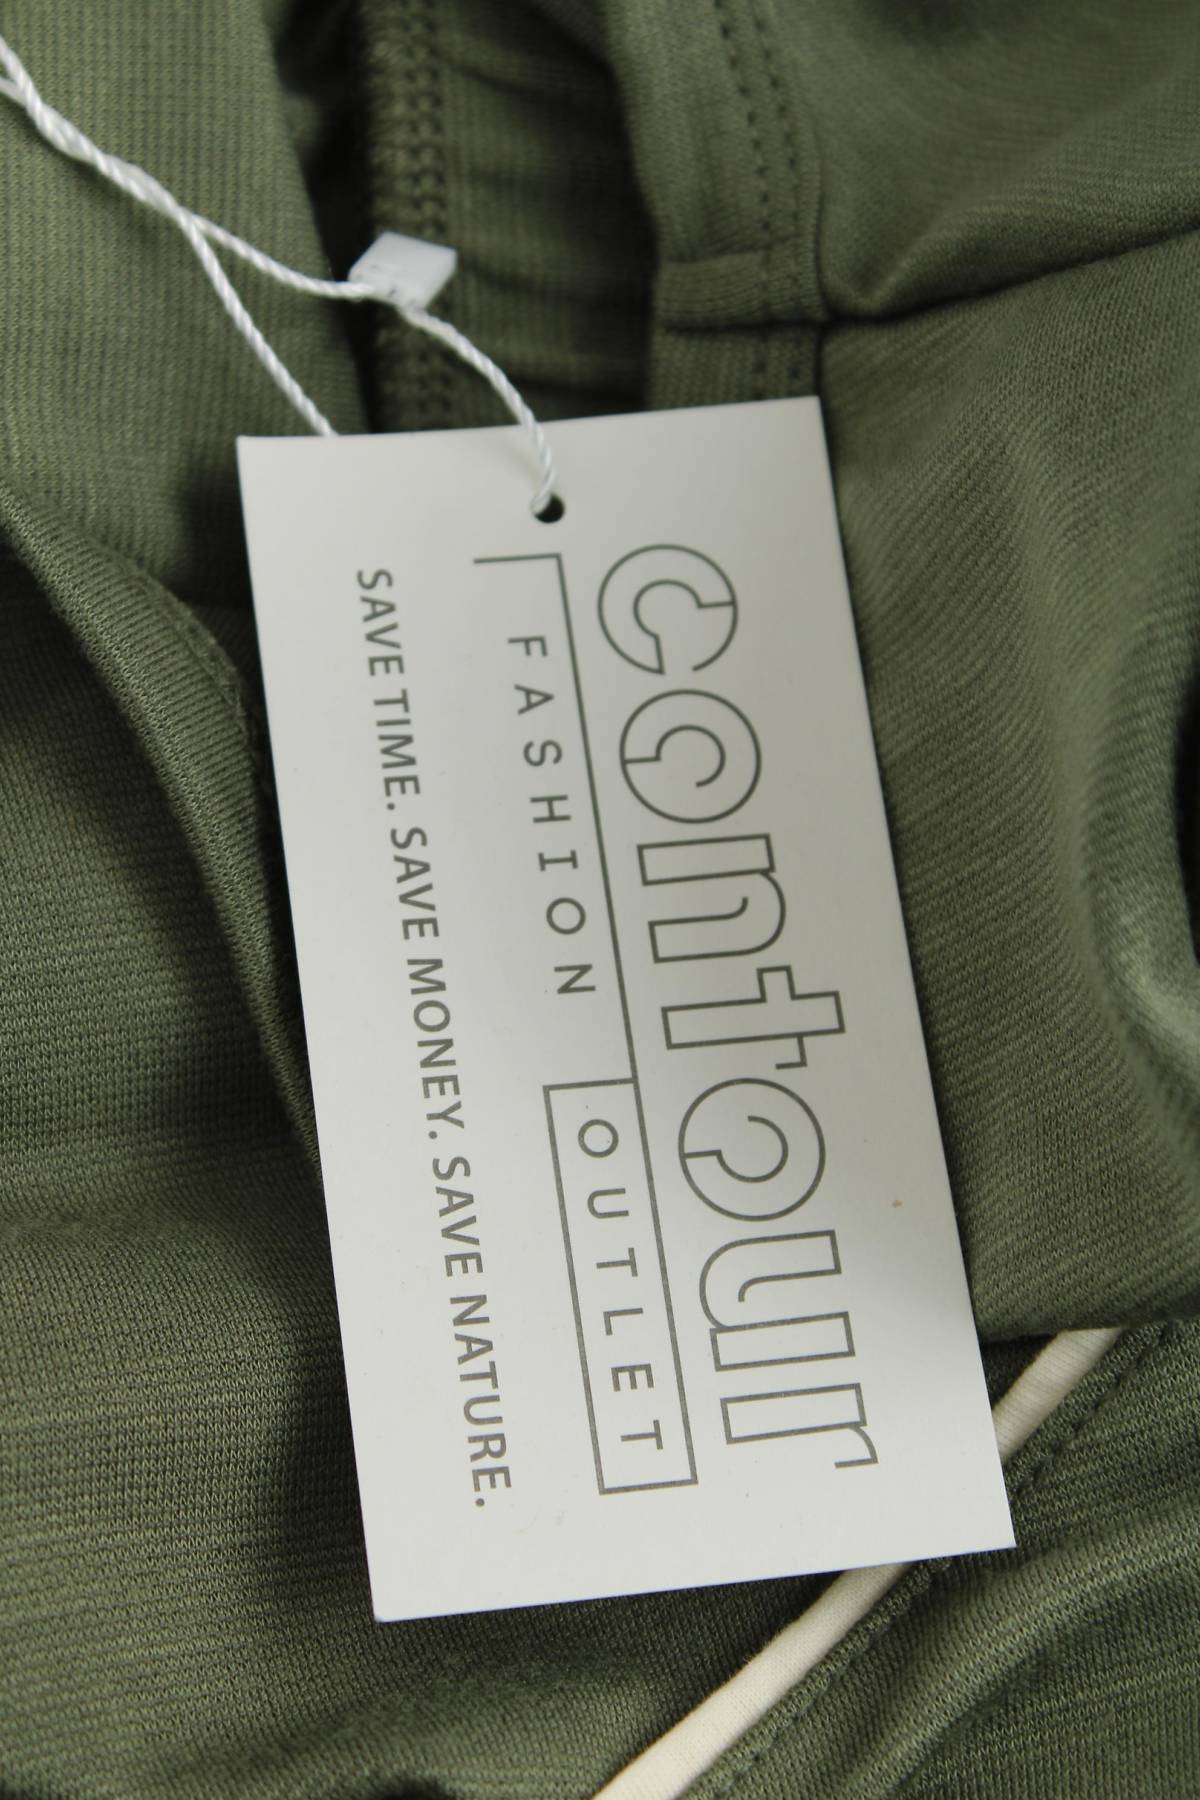 contour
FASHION OUTLET
SAVE TIME. SAVE MONEY. SAVE NATURE.